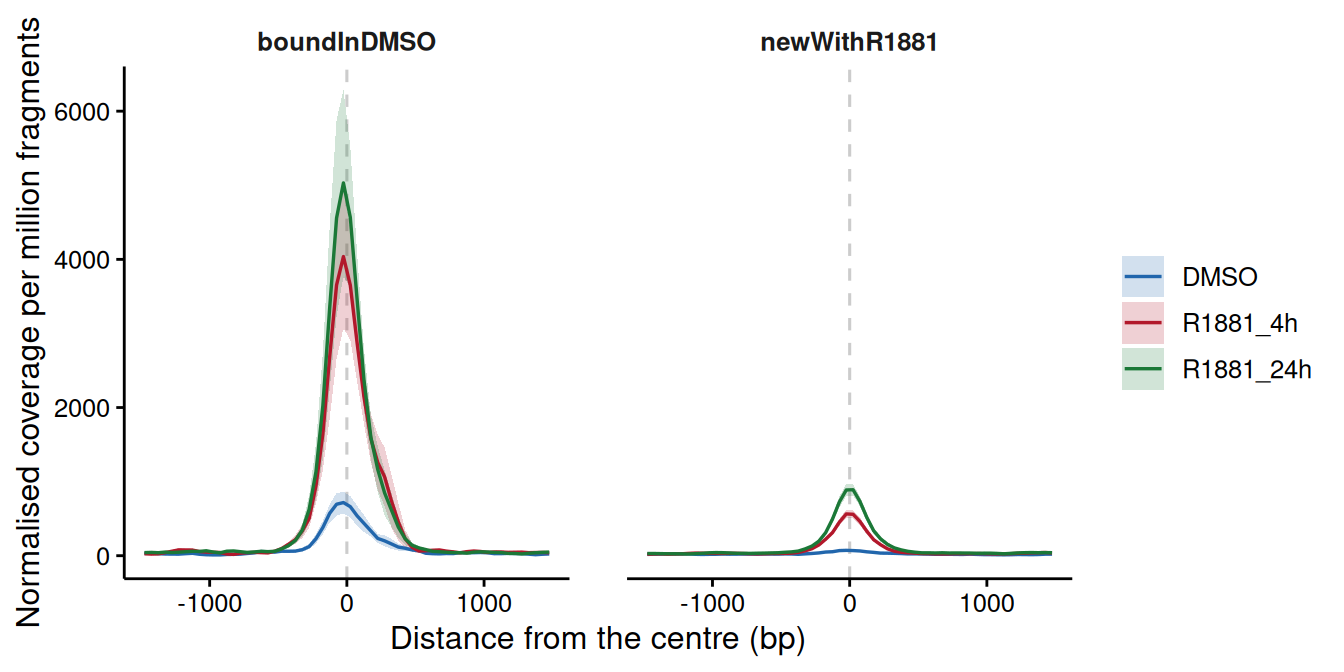 boundInDMSO
newWithR1881
Normalised coverage per million fragments
6000
4000
2000
0
-1000
0
1000
-1000
0
1000
Distance from the centre (bp)
DMSO
R1881_4h
R1881_24h